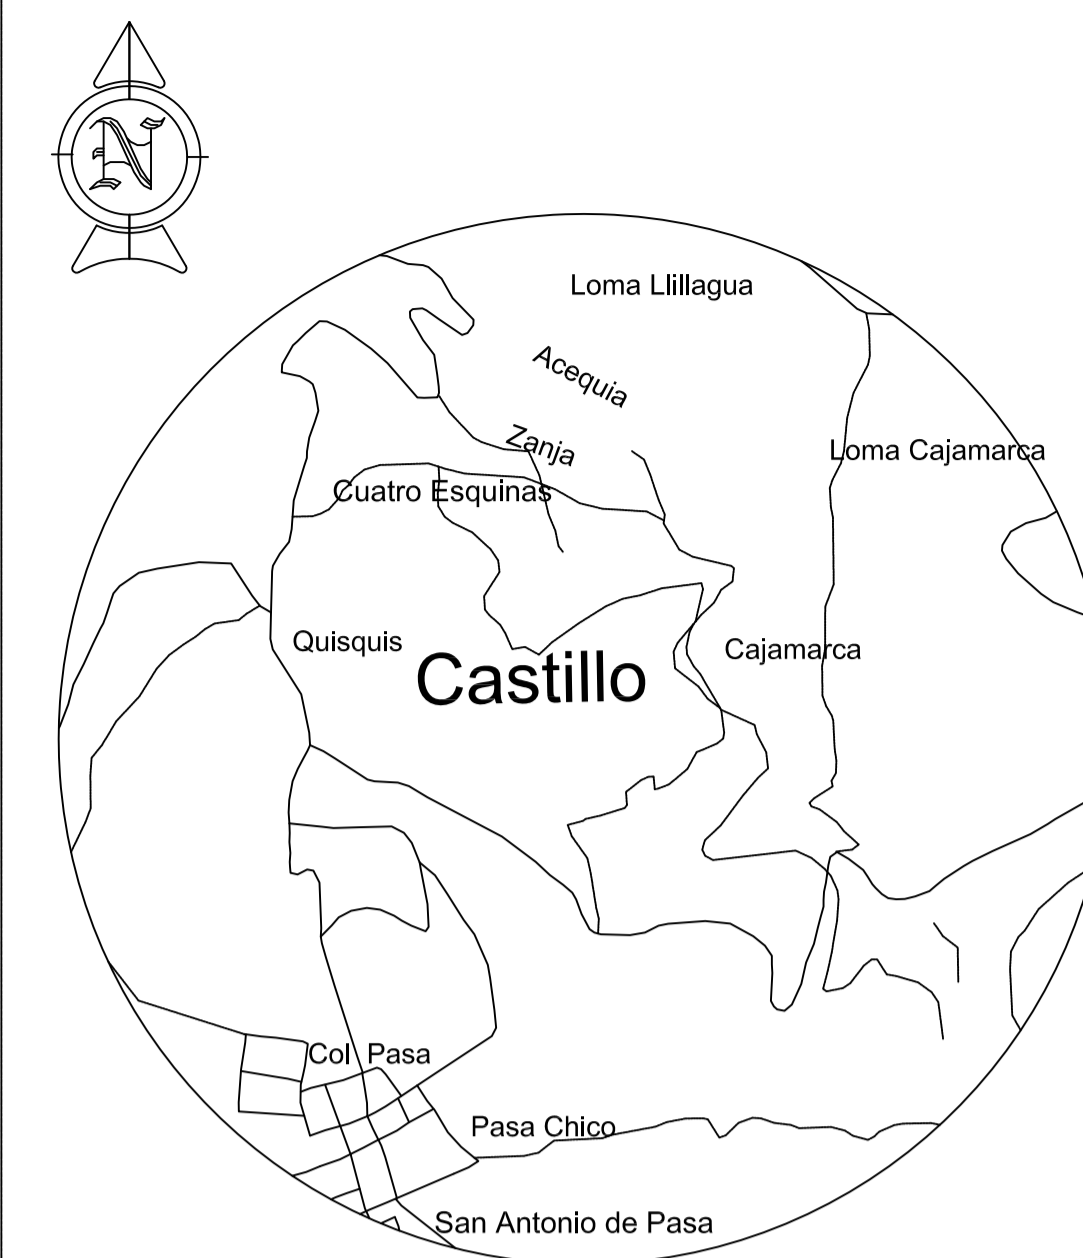 N
Loma Llillagua
Acequia
Zanja
Loma Cajamarca
Cuatro Esquinas
Quisquis
Castillo
Cajamarca
Col Pasa
Pasa Chico
San Antonio de Pasa